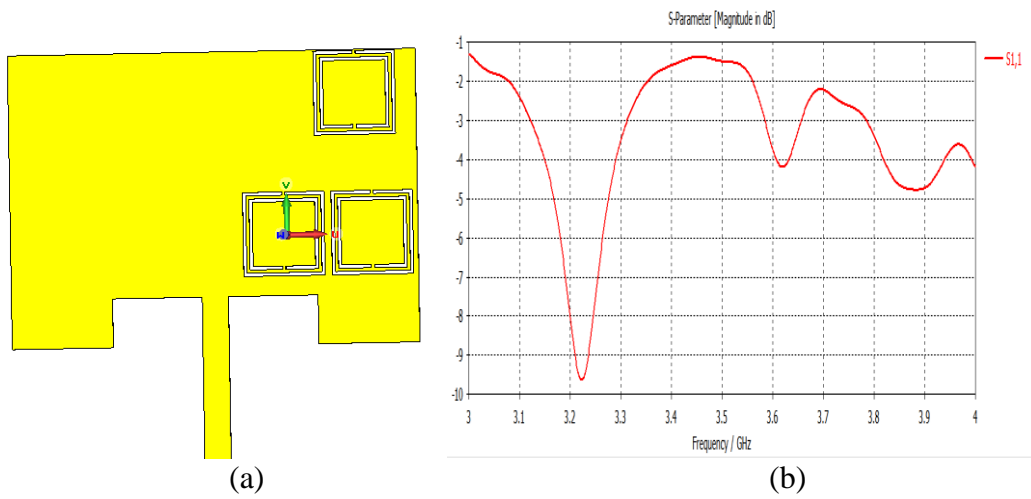 S-Parameter [Magnitude in dB]
S1,1
-1
-2
-3
-4
-5
-6
-7
-8
-9
-10
3 3.1 3.2 3.3 3.4 3.5 3.6 3.7 3.8 3.9 4
Frequency / GHz
(a) (b)